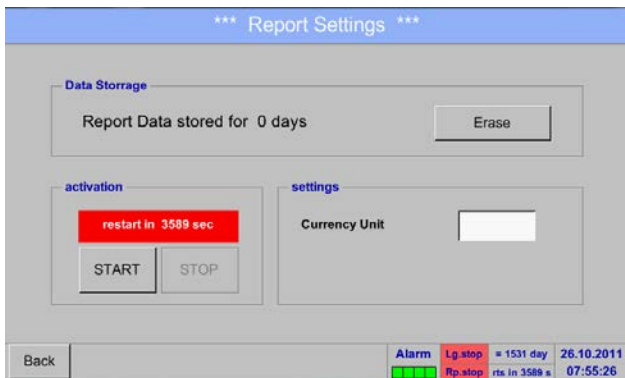 *** Report Settings ***
Data Storrage
Report Data stored for 0 days
Erase
activation
settings
restart in 3589 sec
Currency Unit
START
STOP
Back
Alarm
Lg.stop
= 1531 day
26.10.2011
Rp.stop
rts in 3589 s
07:55:26